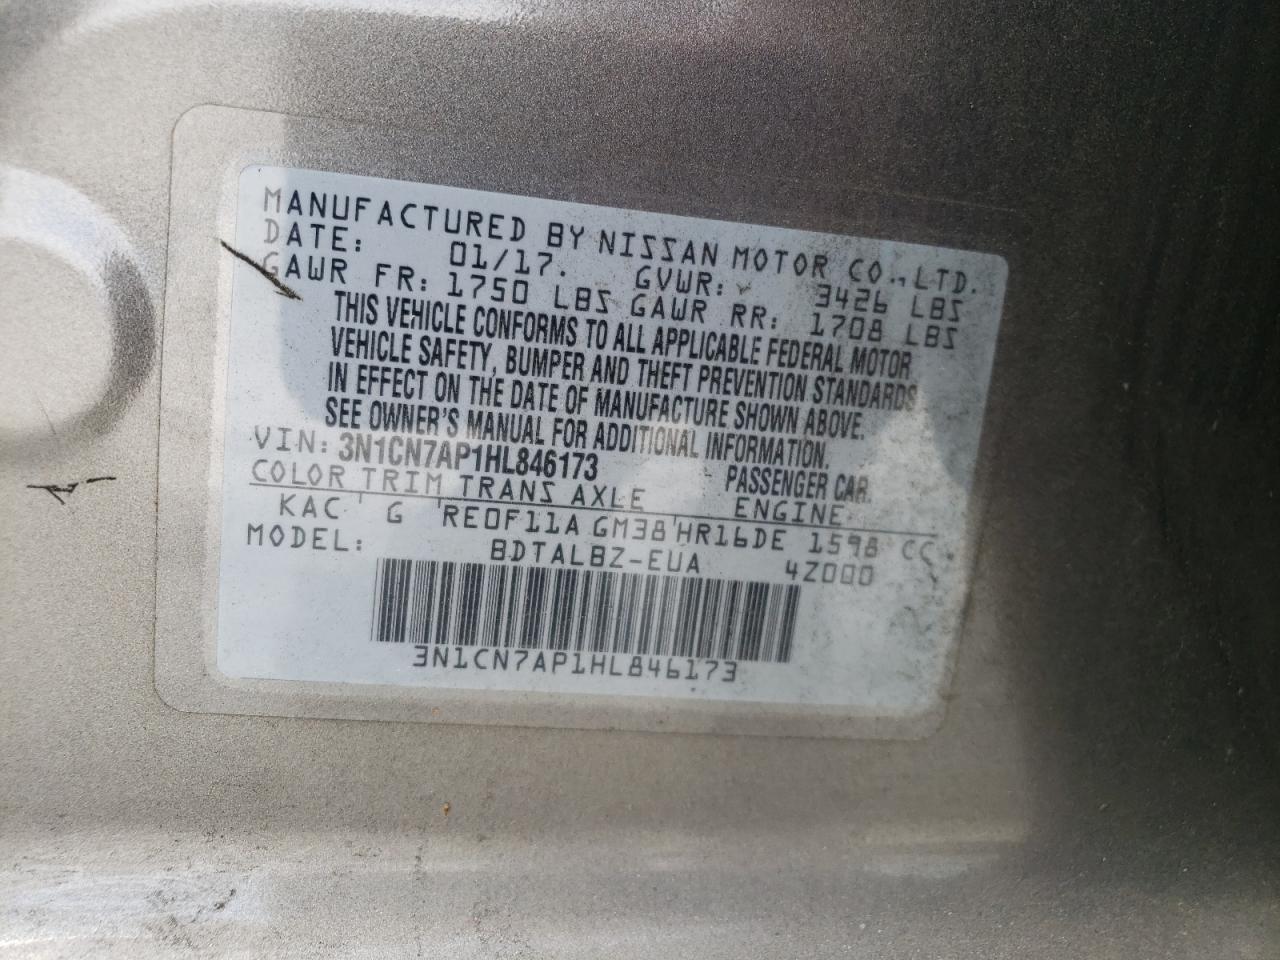 MANUFACTURED BY NISSAN MOTOR CO.,LTD.
DATE: 01/17. GVWR: 3426 LBS
GAWR FR: 1750 LBS GAWR RR: 1708 LBS
THIS VEHICLE CONFORMS TO ALL APPLICABLE FEDERAL MOTOR
VEHICLE SAFETY, BUMPER AND THEFT PREVENTION STANDARDS
IN EFFECT ON THE DATE OF MANUFACTURE SHOWN ABOVE.
SEE OWNER'S MANUAL FOR ADDITIONAL INFORMATION.
VIN: 3N1CN7AP1HL846173 PASSENGER CAR
COLOR TRIM TRANS AXLE ENGINE
KAC G RE0F11A GM38 HR16DE 1598 CC
MODEL: BDTALBZ-EUA 4Z000
3N1CN7AP1HL846173